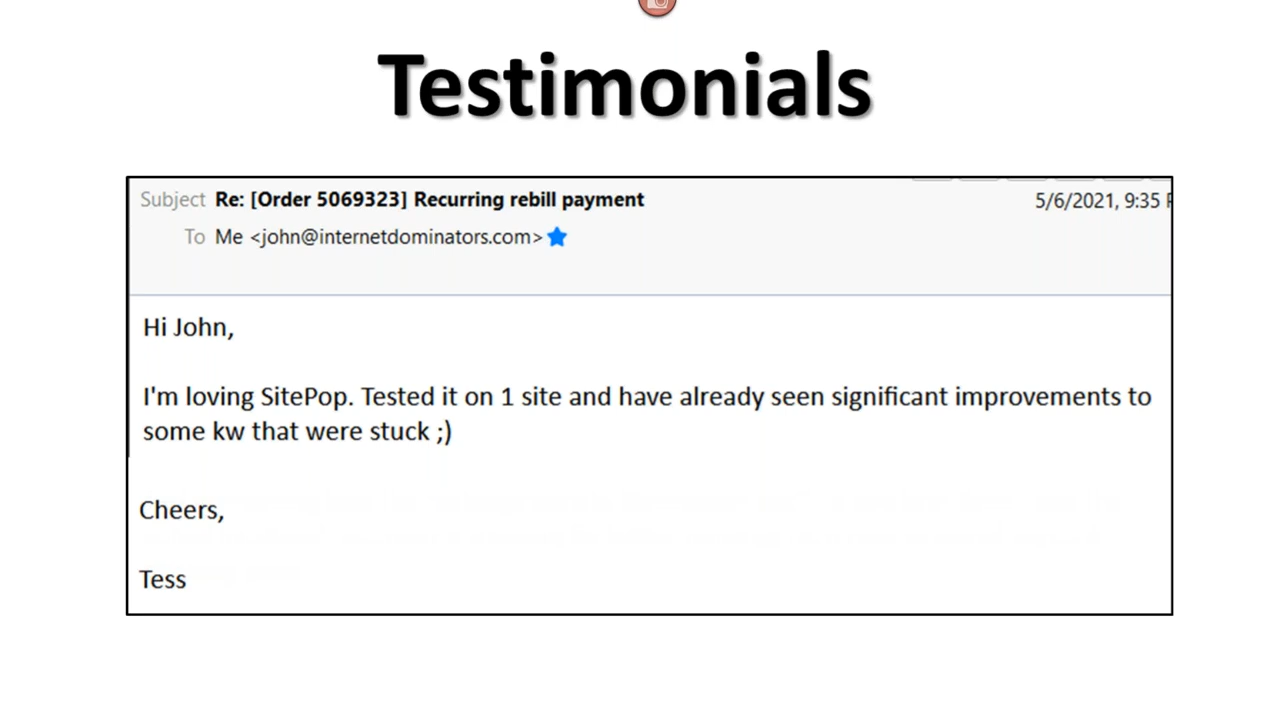 Testimonials
Subject Re: [Order 5069323] Recurring rebill payment
5/6/2021, 9:35
To Me <john@internetdominators.com>
Hi John,
I'm loving SitePop. Tested it on 1 site and have already seen significant improvements to
some kw that were stuck ;)
Cheers,
Tess